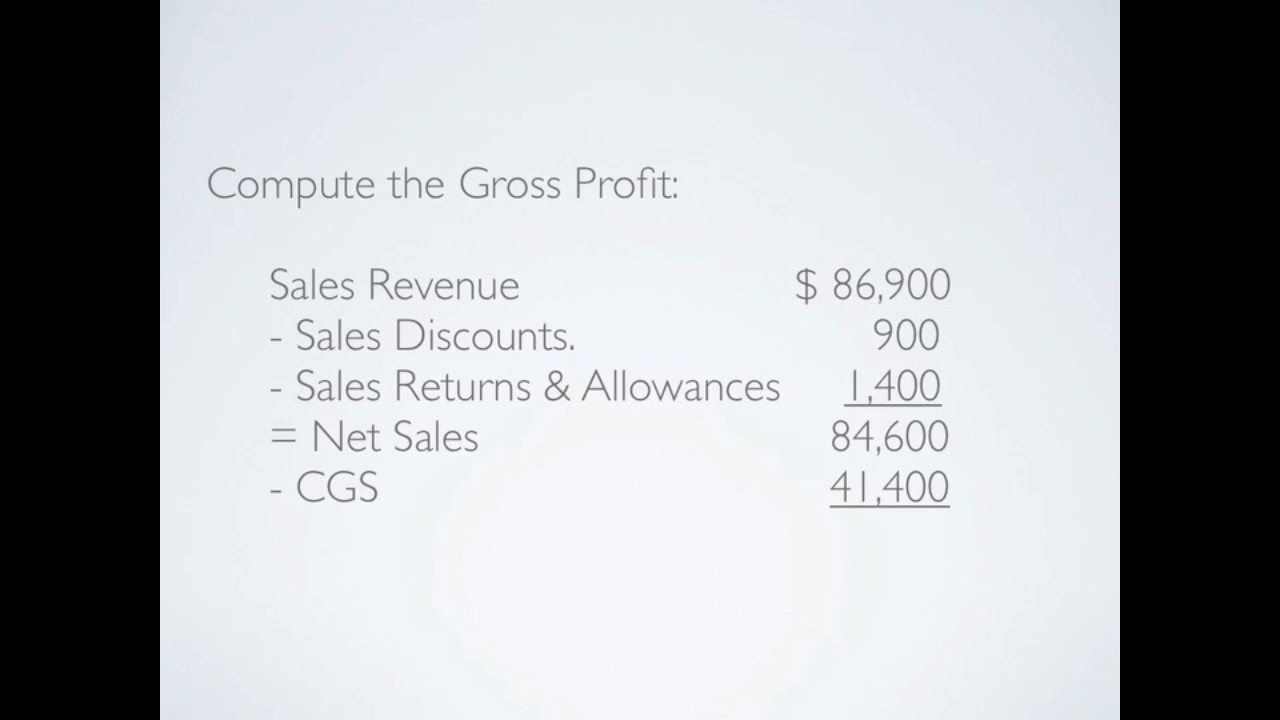 Compute the Gross Profit:
Sales Revenue $ 86,900
- Sales Discounts. 900
- Sales Returns & Allowances 1,400
= Net Sales 84,600
- CGS 41,400